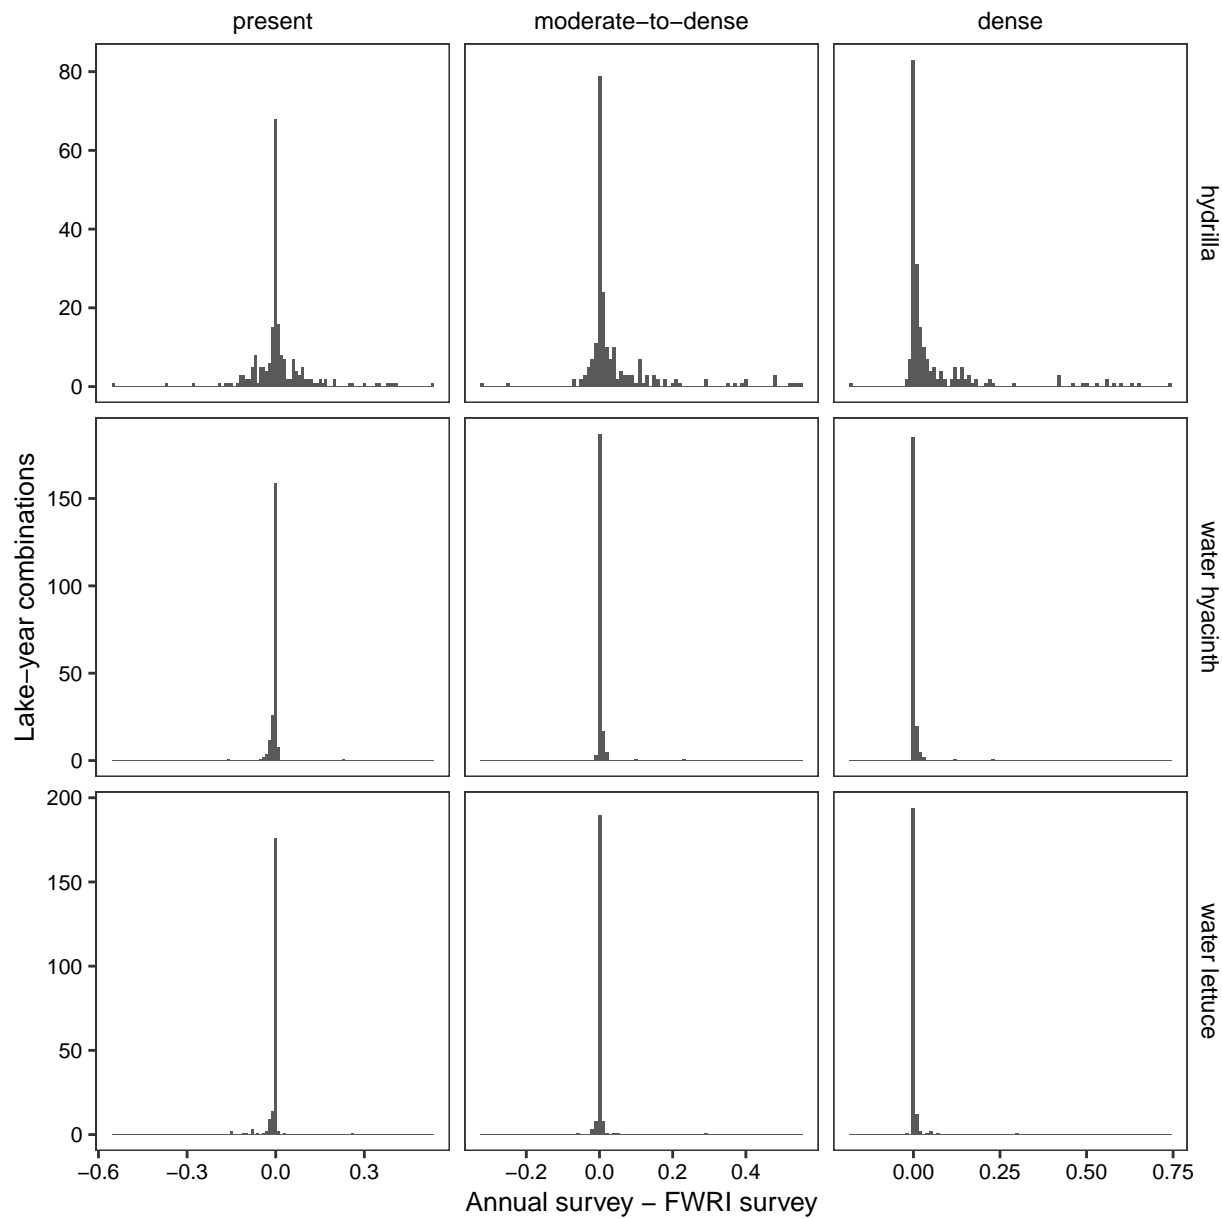 present moderate−to−dense dense
80
60
40
20
0
hydrilla
150
100
50
0
water hyacinth
Lake−year combinations
200
150
100
50
0
water lettuce
−0.6 −0.3 0.0 0.3 −0.2 0.0 0.2 0.4 0.00 0.25 0.50 0.75
Annual survey − FWRI survey